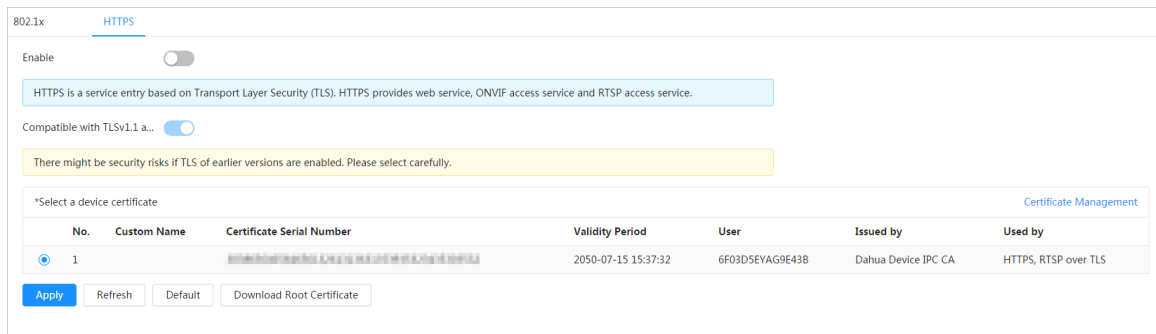 802.1x HTTPS
Enable
HTTPS is a service entry based on Transport Layer Security (TLS). HTTPS provides web service, ONVIF access service and RTSP access service.
Compatible with TLSv1.1 a...
There might be security risks if TLS of earlier versions are enabled. Please select carefully.
*Select a device certificate Certificate Management
No. Custom Name Certificate Serial Number Validity Period User Issued by Used by
1 2050-07-15 15:37:32 6F03D5EYAG9E43B Dahua Device IPC CA HTTPS, RTSP over TLS
Apply Refresh Default Download Root Certificate